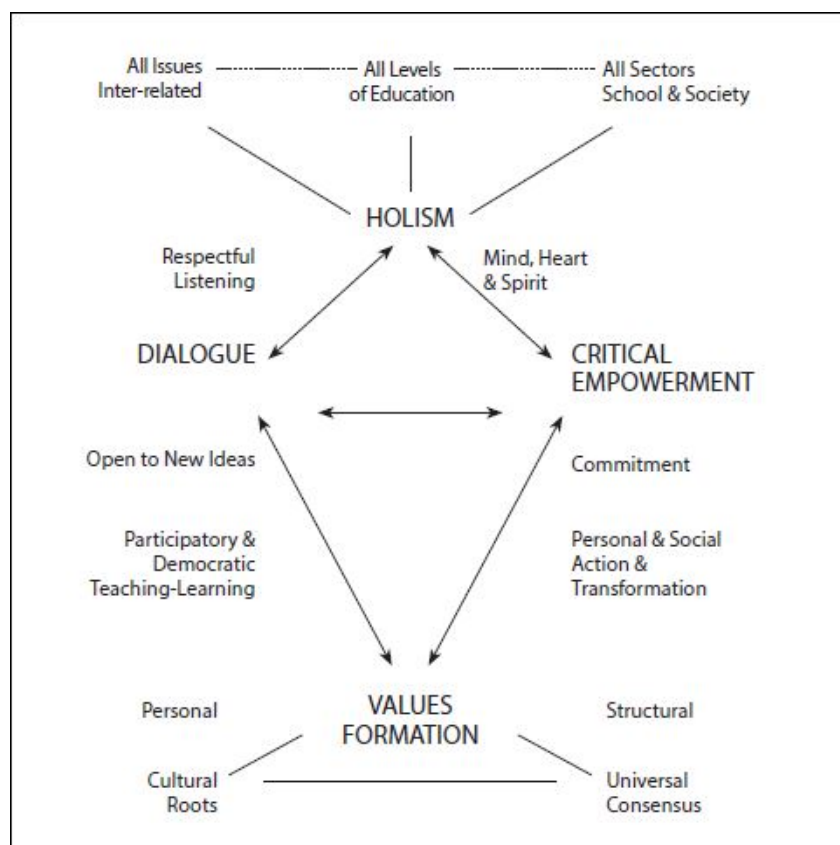 All Issues
Inter-related
All Levels
of Education
All Sectors
School & Society
HOLISM
Respectful
Listening
Mind, Heart
& Spirit
DIALOGUE
CRITICAL
EMPOWERMENT
Open to New Ideas
Commitment
Participatory &
Democratic
Teaching-Learning
Personal & Social
Action &
Transformation
Personal
VALUES
FORMATION
Structural
Cultural
Roots
Universal
Consensus